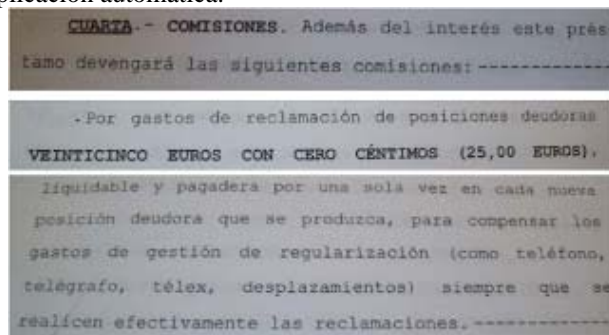 plicación automática.
CUARTA.- COMISIONES. Además del interés este prés
tamo devengará las siguientes comisiones:-------------
-Por gastos de reclamación de posiciones deudoras
VEINTICINCO EUROS CON CERO CÉNTIMOS (25,00 EUROS),
liquidable y pagadera por una sola vez en cada nueva
posición deudora que se produzca, para compensar los
gastos de gestión de regularización (como teléfono,
telégrafo, télex, desplazamientos) siempre que se
realicen efectivamente las reclamaciones.-------------